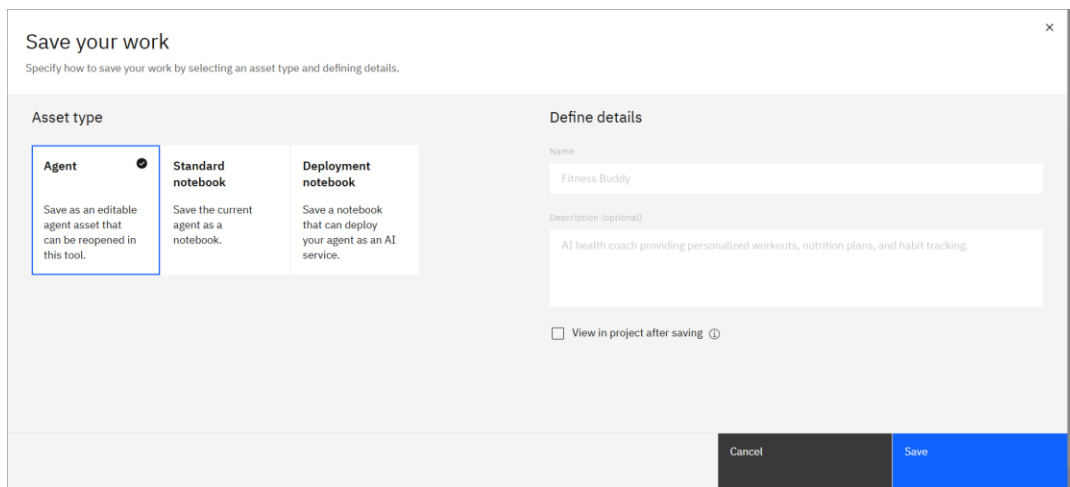 Save your work
Specify how to save your work by selecting an asset type and defining details.
Asset type
Agent
Save as an editable
agent asset that
can be reopened in
this tool.
Standard
notebook
Save the current
agent as a
notebook.
Deployment
notebook
Save a notebook
that can deploy
your agent as an AI
service.
Define details
Name
Fitness Buddy
Description (optional)
AI health coach providing personalized workouts, nutrition plans, and habit tracking.
View in project after saving
Cancel
Save